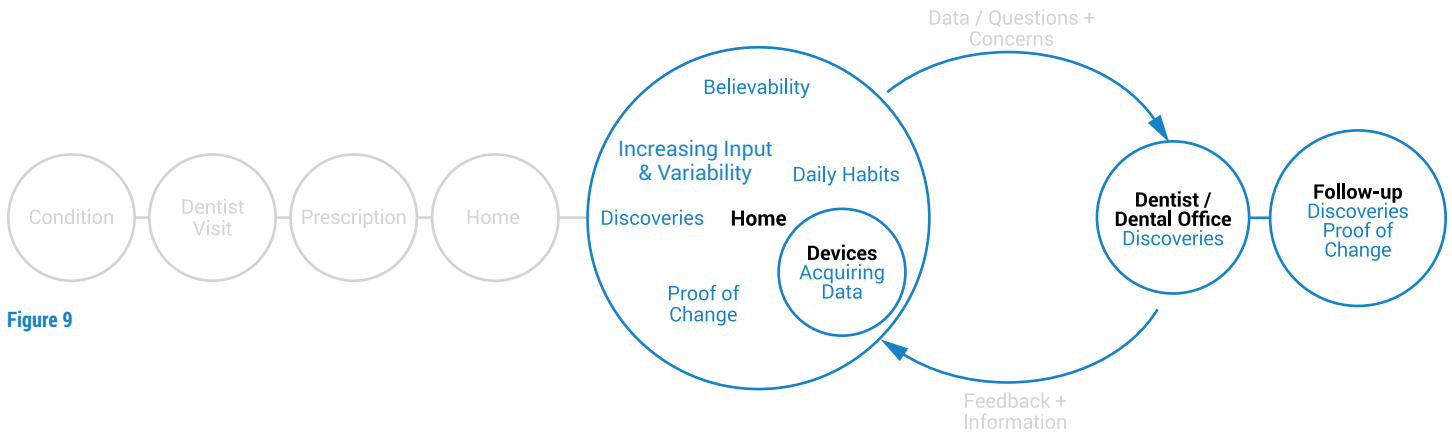 Data / Questions +
Concerns
Believability
Increasing Input
& Variability
Daily Habits
Condition
Dentist
Visit
Prescription
Home
Discoveries
Home
Devices
Acquiring
Data
Proof of
Change
Dentist /
Dental Office
Discoveries
Follow-up
Discoveries
Proof of
Change
Feedback +
Information
Figure 9